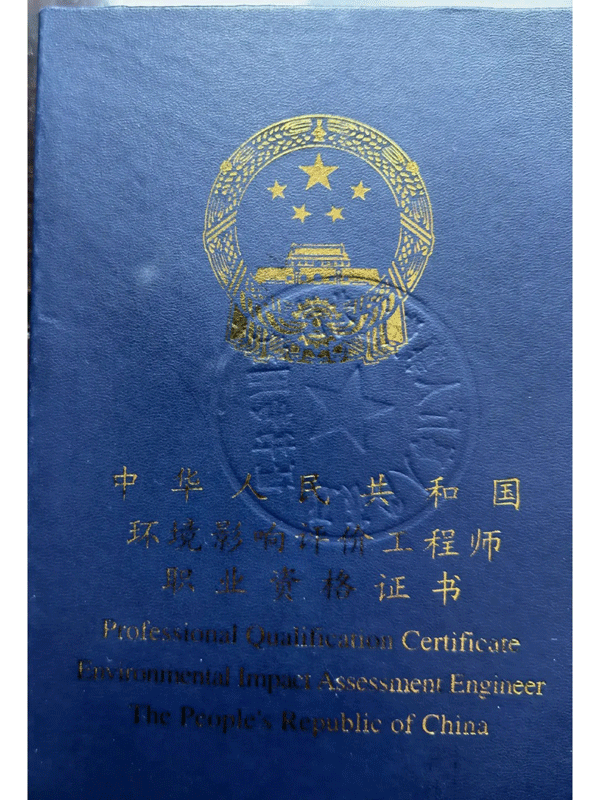 中华人民共和国
环境影响评价工程师
职业资格证书
Professional Qualification Certificate
Environmental Impact Assessment Engineer
The People's Republic of China